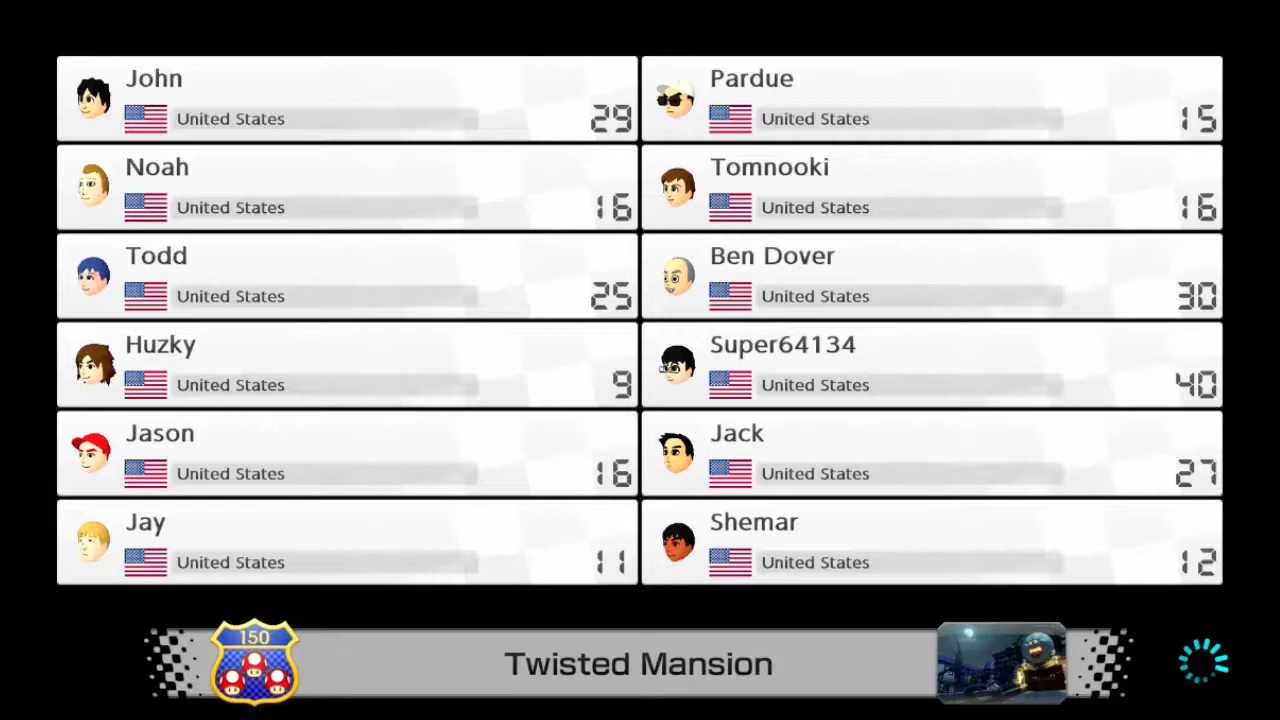 John
United States
29
Noah
United States
16
Todd
United States
25
Huzky
United States
9
Jason
United States
16
Jay
United States
11
Pardue
United States
15
Tomnooki
United States
16
Ben Dover
United States
30
Super64134
United States
40
Jack
United States
27
Shemar
United States
12
150
Twisted Mansion